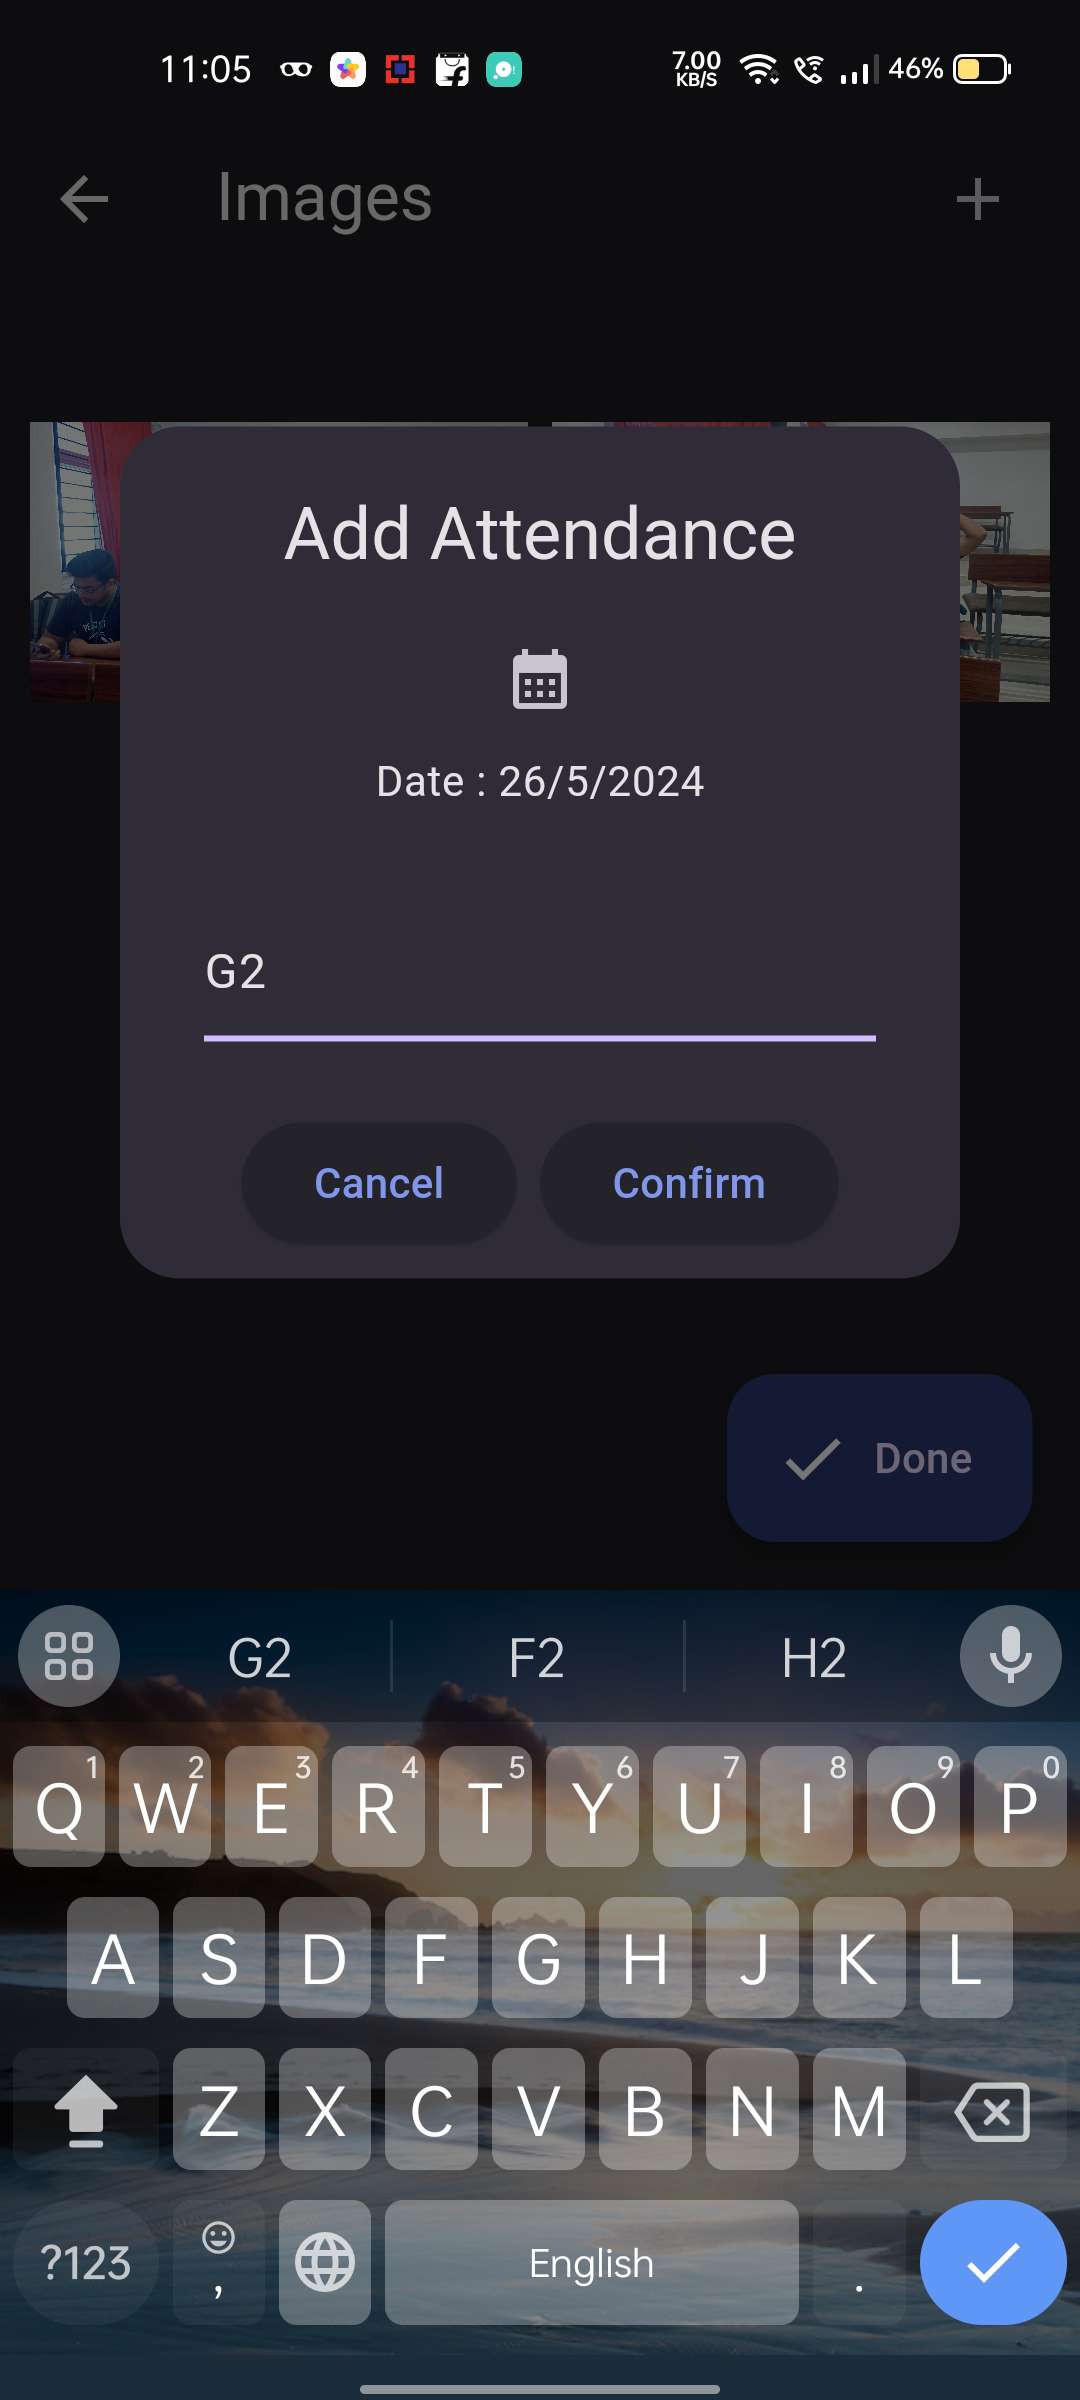 11:05 7.00 KB/S 46%
Images
Add Attendance
Date : 26/5/2024
G2
Cancel Confirm
Done
G2 F2 H2
1 2 3 4 5 6 7 8 9 0
Q W E R T Y U I O P
A S D F G H J K L
Z X C V B N M
?123 , English .